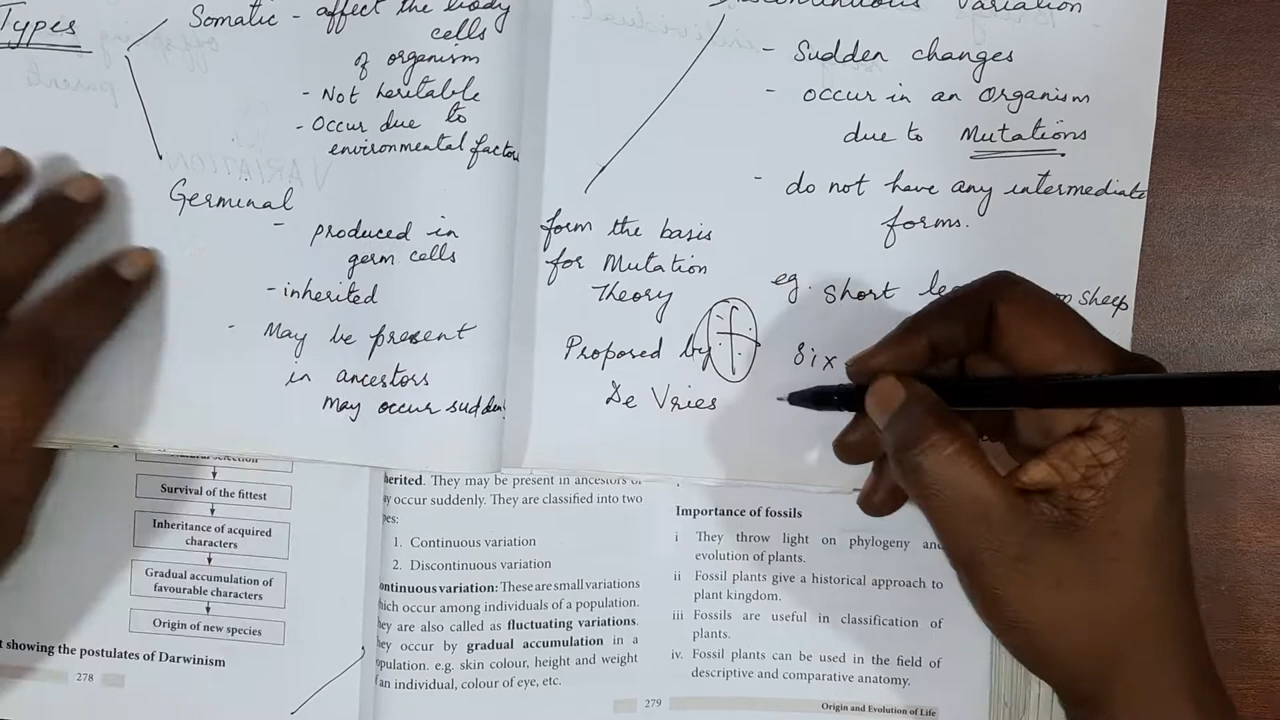 Types
Somatic - affect the body
cells
of organism
- Not heritable
- Occur due to
environmental factor
Germinal
- produced in
germ cells
- inherited
- May be present
in ancestors
may occur sudden
Variation
- Sudden changes
- occur in an Organism
due to Mutations
- do not have any intermediate
forms.
form the basis
for Mutation
Theory
Proposed by
De Vries
eg. short
sheep
Six
Survival of the fittest
Inheritance of acquired
characters
Gradual accumulation of
favourable characters
Origin of new species
showing the postulates of Darwinism
278
herited. They may be present in ancestors or
ay occur suddenly. They are classified into two
pes:
1. Continuous variation
2. Discontinuous variation
ontinuous variation: These are small variations
hich occur among individuals of a population.
hey are also called as fluctuating variations.
hey occur by gradual accumulation in a
opulation. e.g. skin colour, height and weight
f an individual, colour of eye, etc.
279
Importance of fossils
i They throw light on phylogeny and
evolution of plants.
ii Fossil plants give a historical approach to
plant kingdom.
iii Fossils are useful in classification of
plants.
iv. Fossil plants can be used in the field of
descriptive and comparative anatomy.
Origin and Evolution of Life